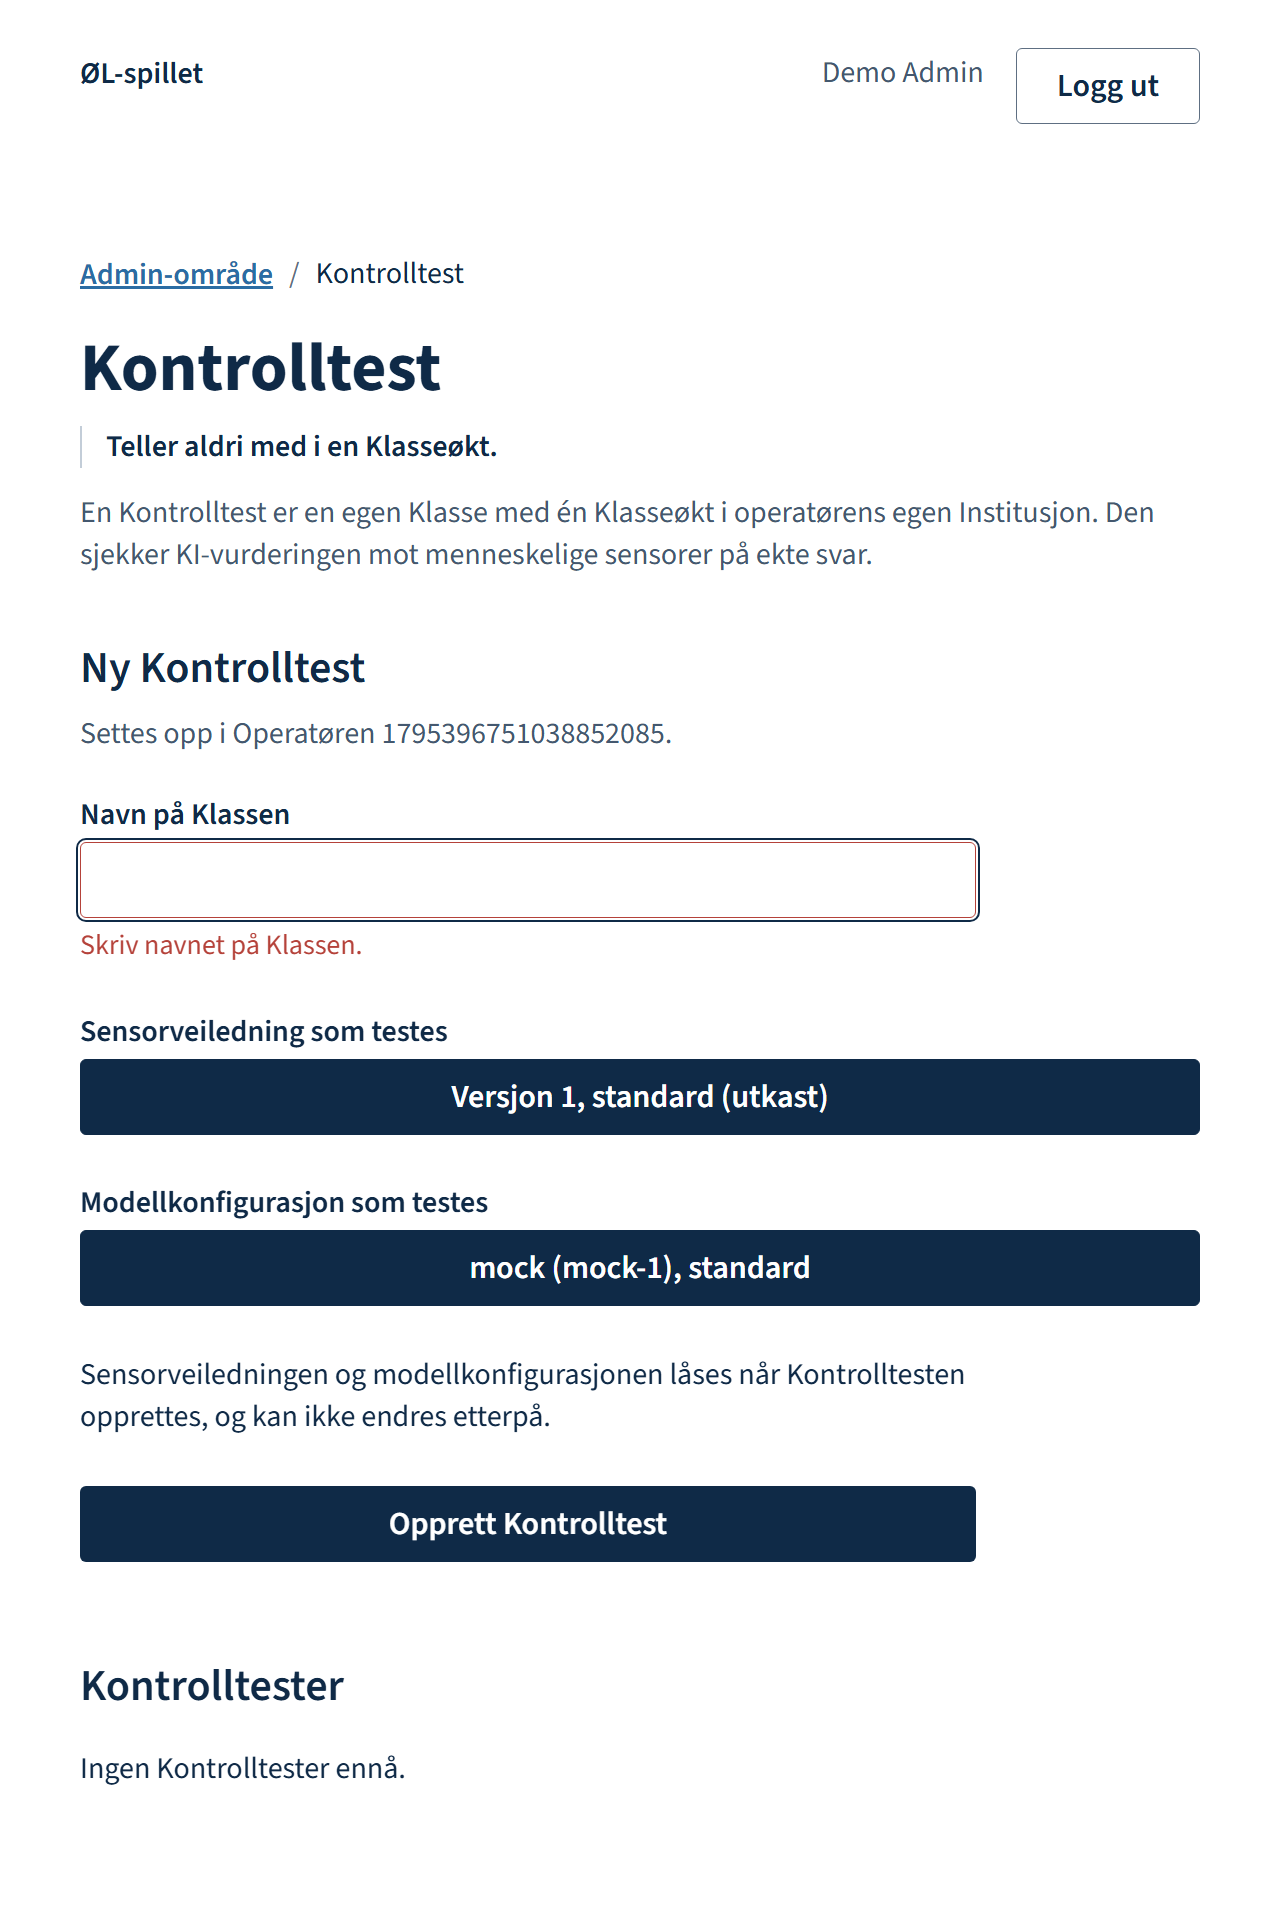 ØL-spillet
Demo Admin
Logg ut
Admin-område / Kontrolltest
Kontrolltest
Teller aldri med i en Klasseøkt.
En Kontrolltest er en egen Klasse med én Klasseøkt i operatørens egen Institusjon. Den
sjekker KI-vurderingen mot menneskelige sensorer på ekte svar.
Ny Kontrolltest
Settes opp i Operatøren 1795396751038852085.
Navn på Klassen
Skriv navnet på Klassen.
Sensorveiledning som testes
Versjon 1, standard (utkast)
Modellkonfigurasjon som testes
mock (mock-1), standard
Sensorveiledningen og modellkonfigurasjonen låses når Kontrolltesten
opprettes, og kan ikke endres etterpå.
Opprett Kontrolltest
Kontrolltester
Ingen Kontrolltester ennå.